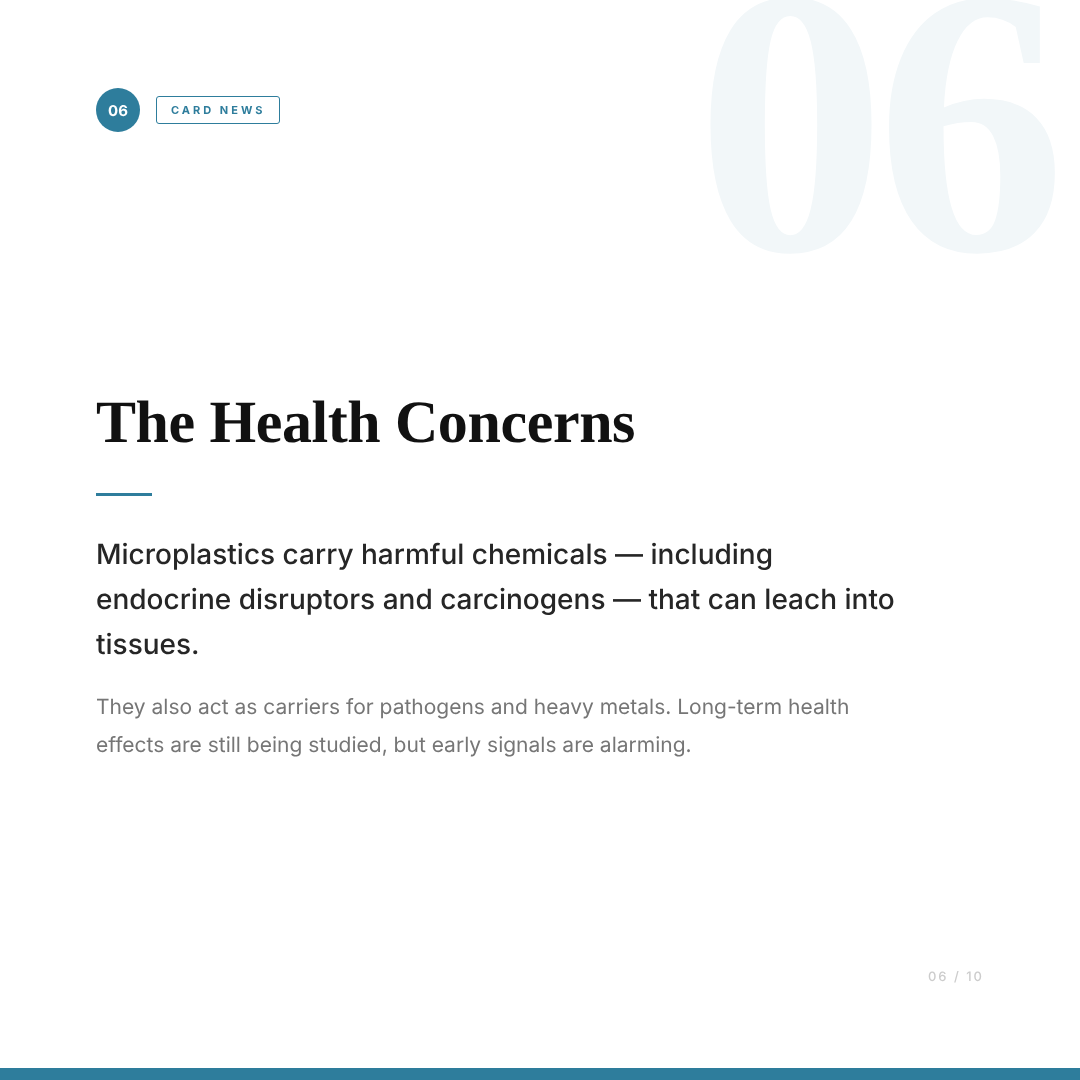 06
06
CARD NEWS
The Health Concerns
Microplastics carry harmful chemicals — including
endocrine disruptors and carcinogens — that can leach into
tissues.
They also act as carriers for pathogens and heavy metals. Long-term health
effects are still being studied, but early signals are alarming.
06 / 10